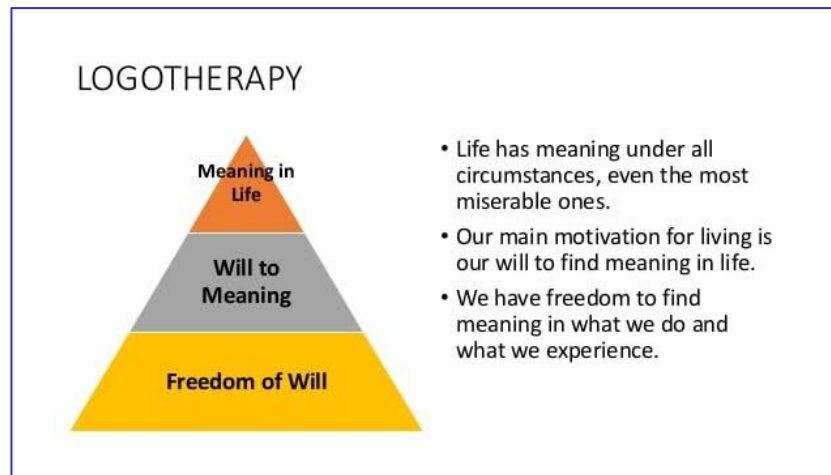 LOGOTHERAPY
Meaning in
Life
Will to
Meaning
Freedom of Will
• Life has meaning under all
circumstances, even the most
miserable ones.
• Our main motivation for living is
our will to find meaning in life.
• We have freedom to find
meaning in what we do and
what we experience.